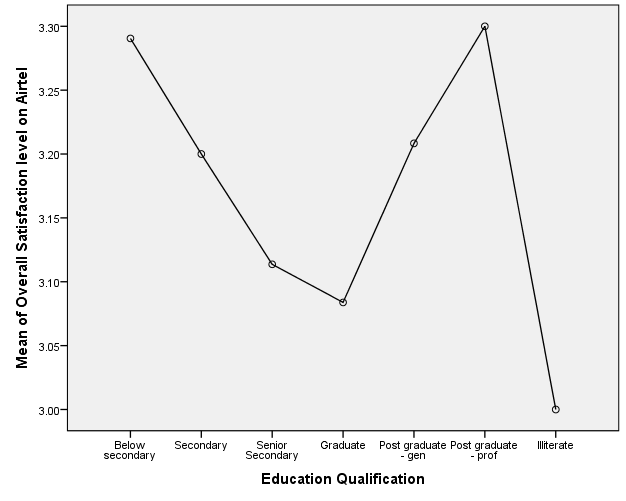 Mean of Overall Satisfaction level on Airtel
3.30
3.25
3.20
3.15
3.10
3.05
3.00
Below
secondary
Secondary
Senior
Secondary
Graduate
Post graduate
- gen
Post graduate
- prof
Illiterate
Education Qualification